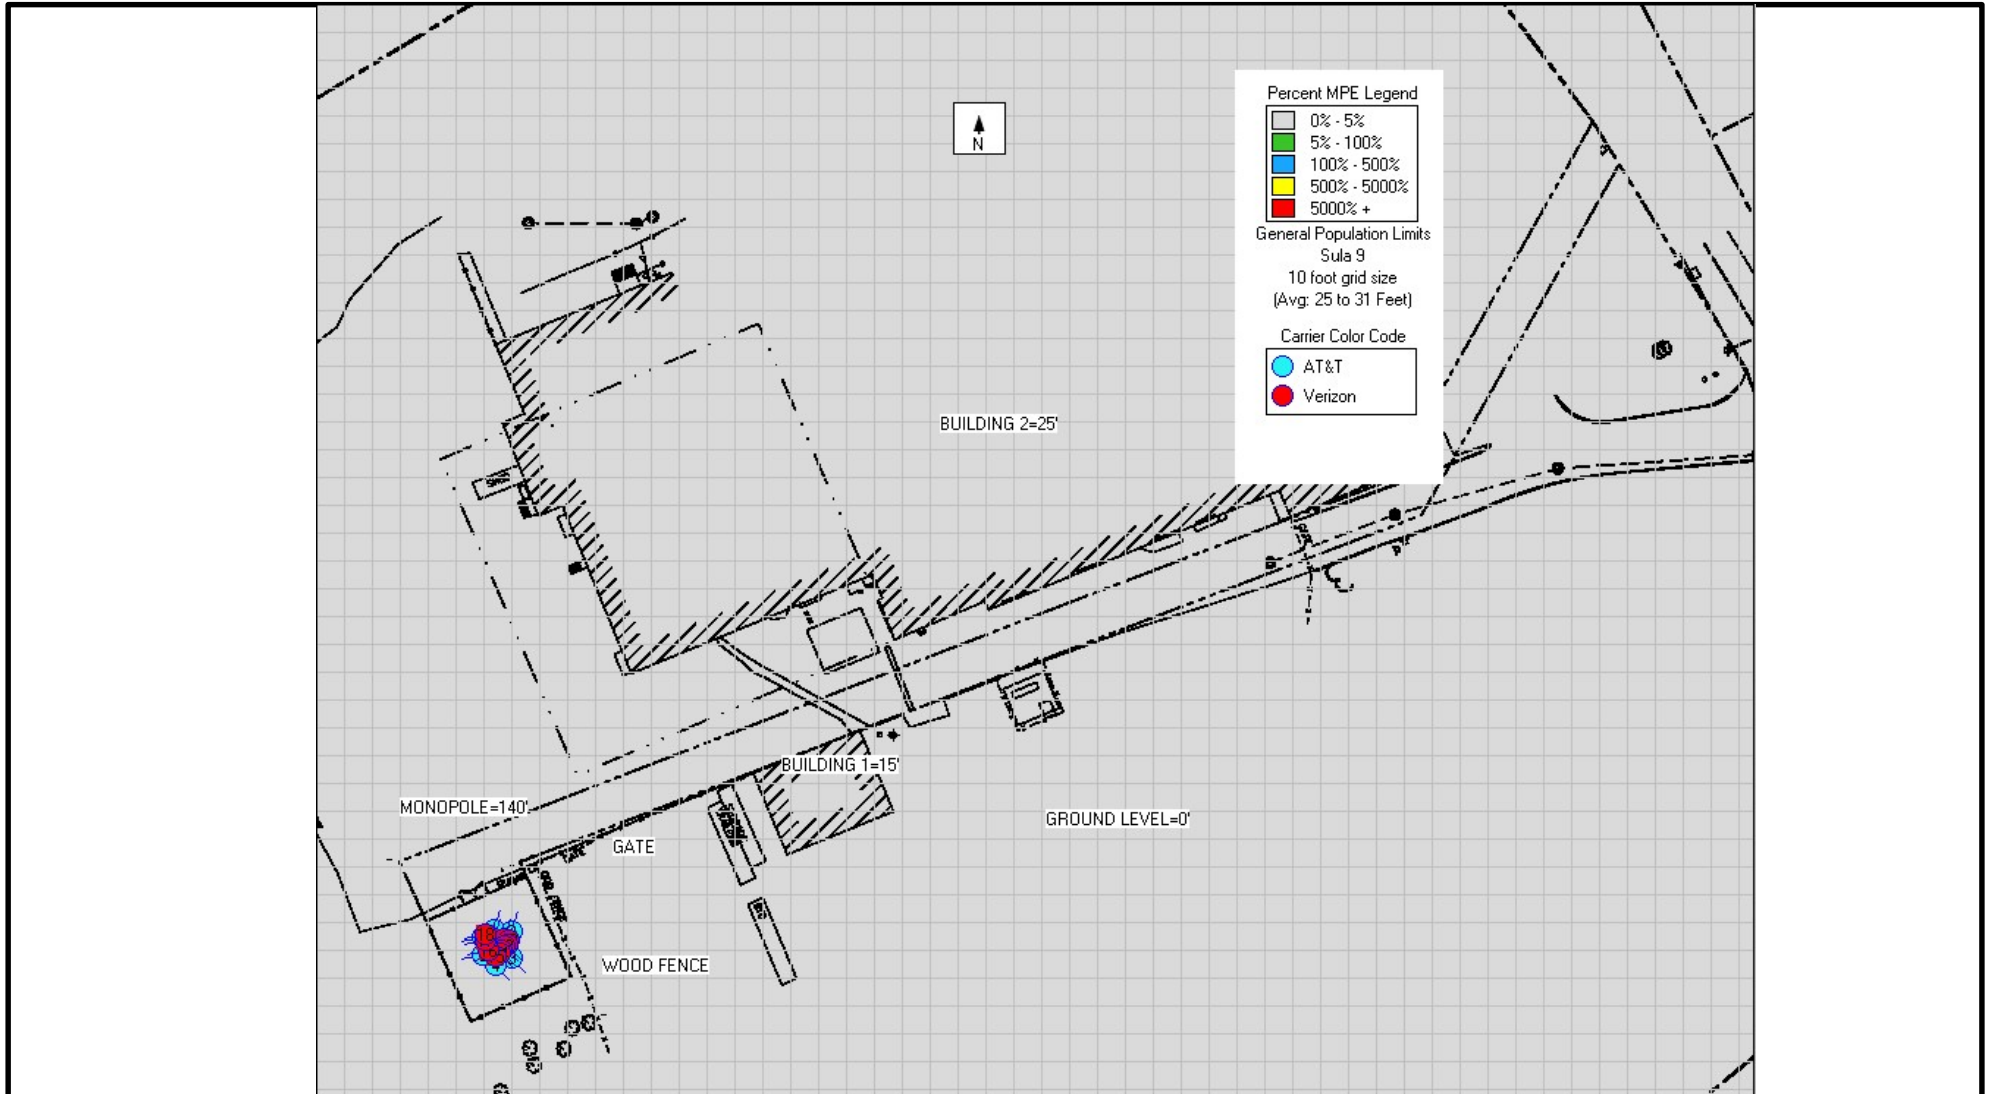 N
Percent MPE Legend
0% - 5%
5% - 100%
100% - 500%
500% - 5000%
5000% +
General Population Limits
Sula 9
10 foot grid size
(Avg: 25 to 31 Feet)
Carrier Color Code
AT&T
Verizon
BUILDING 2=25'
BUILDING 1=15'
MONOPOLE=140'
GROUND LEVEL=0'
GATE
WOOD FENCE